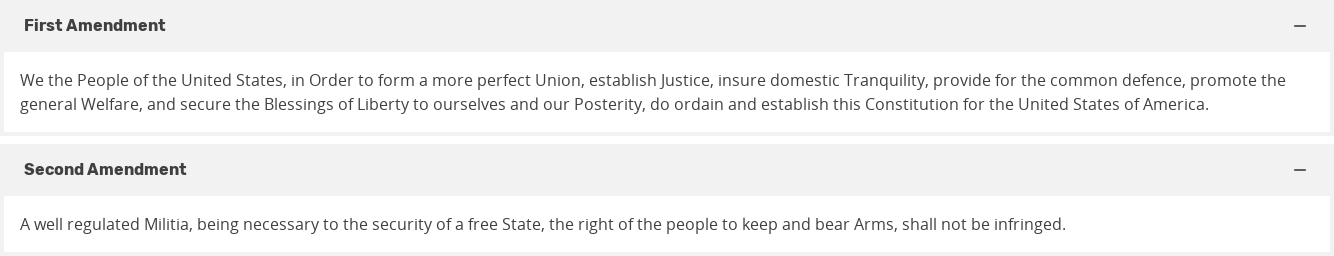 First Amendment
We the People of the United States, in Order to form a more perfect Union, establish Justice, insure domestic Tranquility, provide for the common defence, promote the
general Welfare, and secure the Blessings of Liberty to ourselves and our Posterity, do ordain and establish this Constitution for the United States of America.
Second Amendment
A well regulated Militia, being necessary to the security of a free State, the right of the people to keep and bear Arms, shall not be infringed.